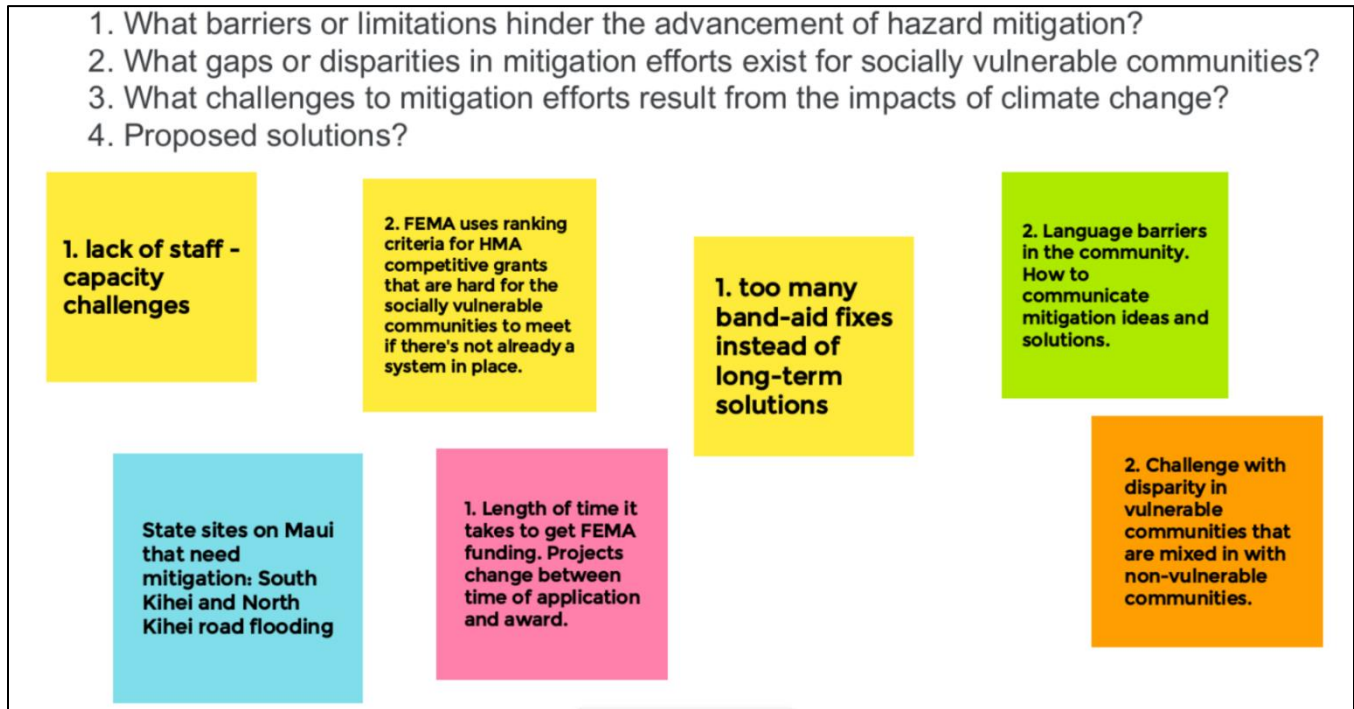 1. What barriers or limitations hinder the advancement of hazard mitigation?
2. What gaps or disparities in mitigation efforts exist for socially vulnerable communities?
3. What challenges to mitigation efforts result from the impacts of climate change?
4. Proposed solutions?
1. lack of staff -
capacity
challenges
2. FEMA uses ranking
criteria for HMA
competitive grants
that are hard for the
socially vulnerable
communities to meet
if there's not already a
system in place.
1. too many
band-aid fixes
instead of
long-term
solutions
2. Language barriers
in the community.
How to
communicate
mitigation ideas and
solutions.
State sites on Maui
that need
mitigation: South
Kihei and North
Kihei road flooding
1. Length of time it
takes to get FEMA
funding. Projects
change between
time of application
and award.
2. Challenge with
disparity in
vulnerable
communities that
are mixed in with
non-vulnerable
communities.